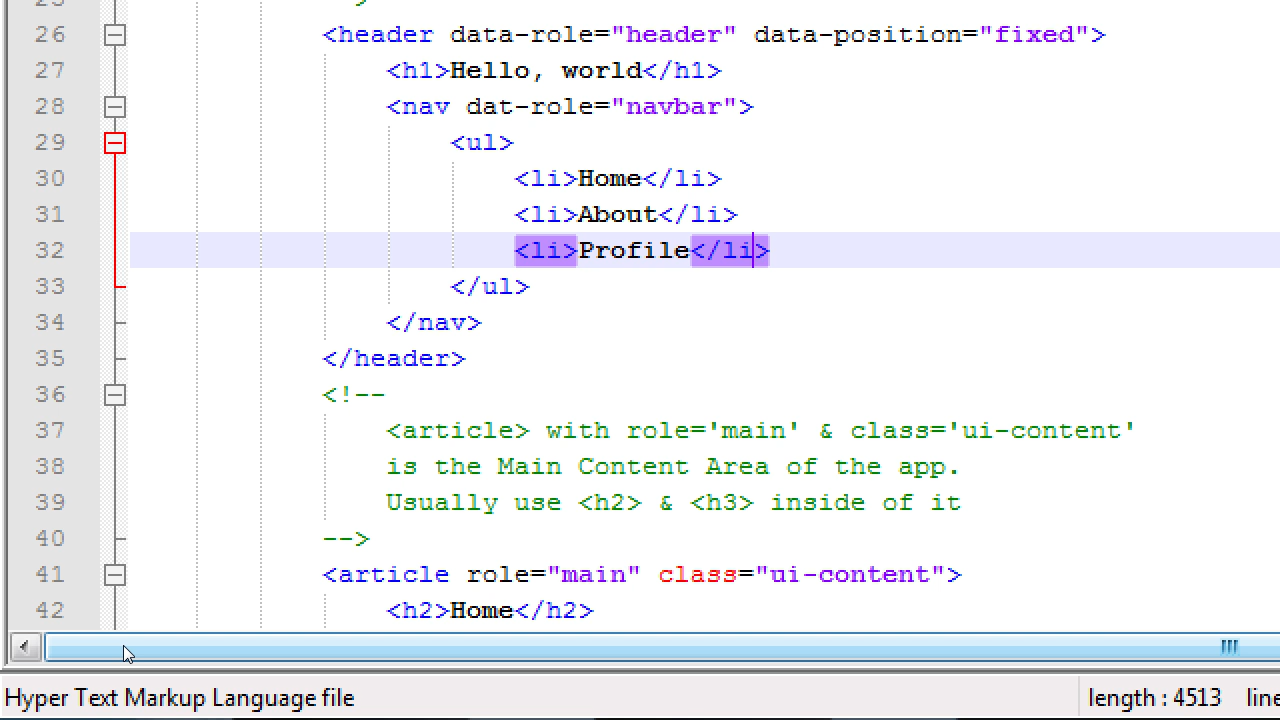 25 -->
26 <header data-role="header" data-position="fixed">
27 <h1>Hello, world</h1>
28 <nav dat-role="navbar">
29 <ul>
30 <li>Home</li>
31 <li>About</li>
32 <li>Profile</li>
33 </ul>
34 </nav>
35 </header>
36 <!--
37 <article> with role='main' & class='ui-content'
38 is the Main Content Area of the app.
39 Usually use <h2> & <h3> inside of it
40 -->
41 <article role="main" class="ui-content">
42 <h2>Home</h2>
Hyper Text Markup Language file length : 4513 line